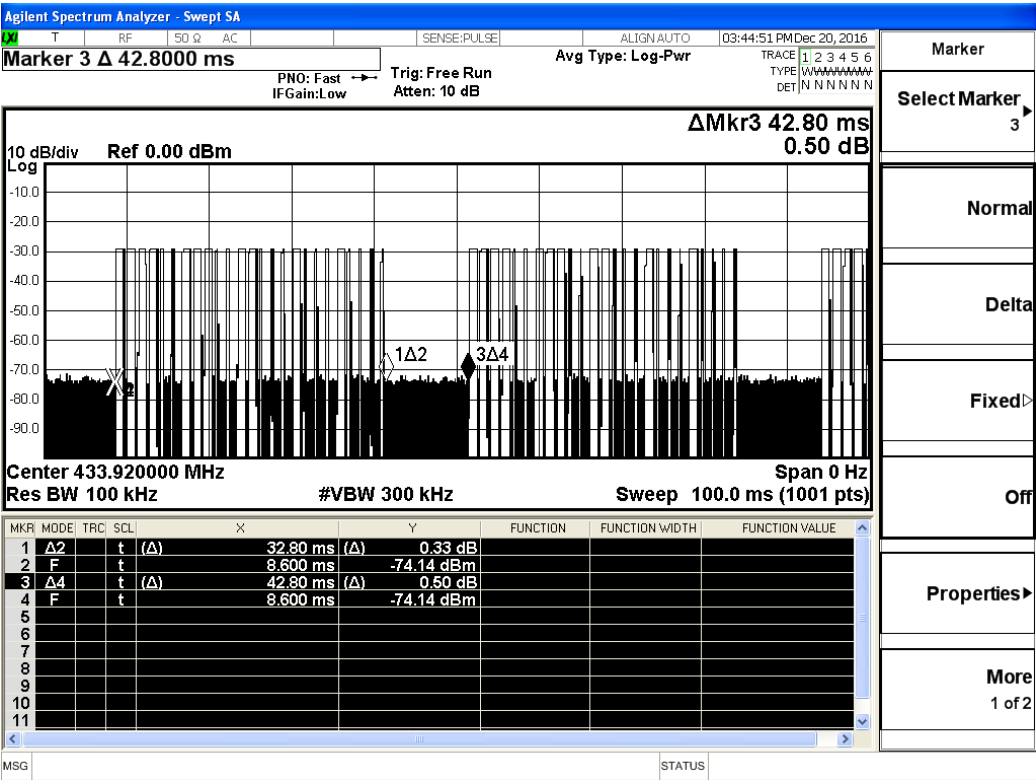 Agilent Spectrum Analyzer - Swept SA
LXI T RF 50 Ω AC SENSE:PULSE ALIGN AUTO 03:44:51 PM Dec 20, 2016
Marker 3 Δ 42.8000 ms
PNO: Fast
IFGain:Low
Trig: Free Run
Atten: 10 dB
Avg Type: Log-Pwr
TRACE 1 2 3 4 5 6
TYPE
DET N N N N N N
ΔMkr3 42.80 ms
0.50 dB
10 dB/div Ref 0.00 dBm
Log
-10.0
-20.0
-30.0
-40.0
-50.0
-60.0
-70.0
-80.0
-90.0
1Δ2
3Δ4
Center 433.920000 MHz Span 0 Hz
Res BW 100 kHz #VBW 300 kHz Sweep 100.0 ms (1001 pts)
MKR MODE TRC SCL X Y FUNCTION FUNCTION WIDTH FUNCTION VALUE
1 Δ2 t (Δ) 32.80 ms (Δ) 0.33 dB
2 F t 8.600 ms -74.14 dBm
3 Δ4 t (Δ) 42.80 ms (Δ) 0.50 dB
4 F t 8.600 ms -74.14 dBm
5
6
7
8
9
10
11
MSG STATUS
Marker
Select Marker
3
Normal
Delta
Fixed
Off
Properties
More
1 of 2